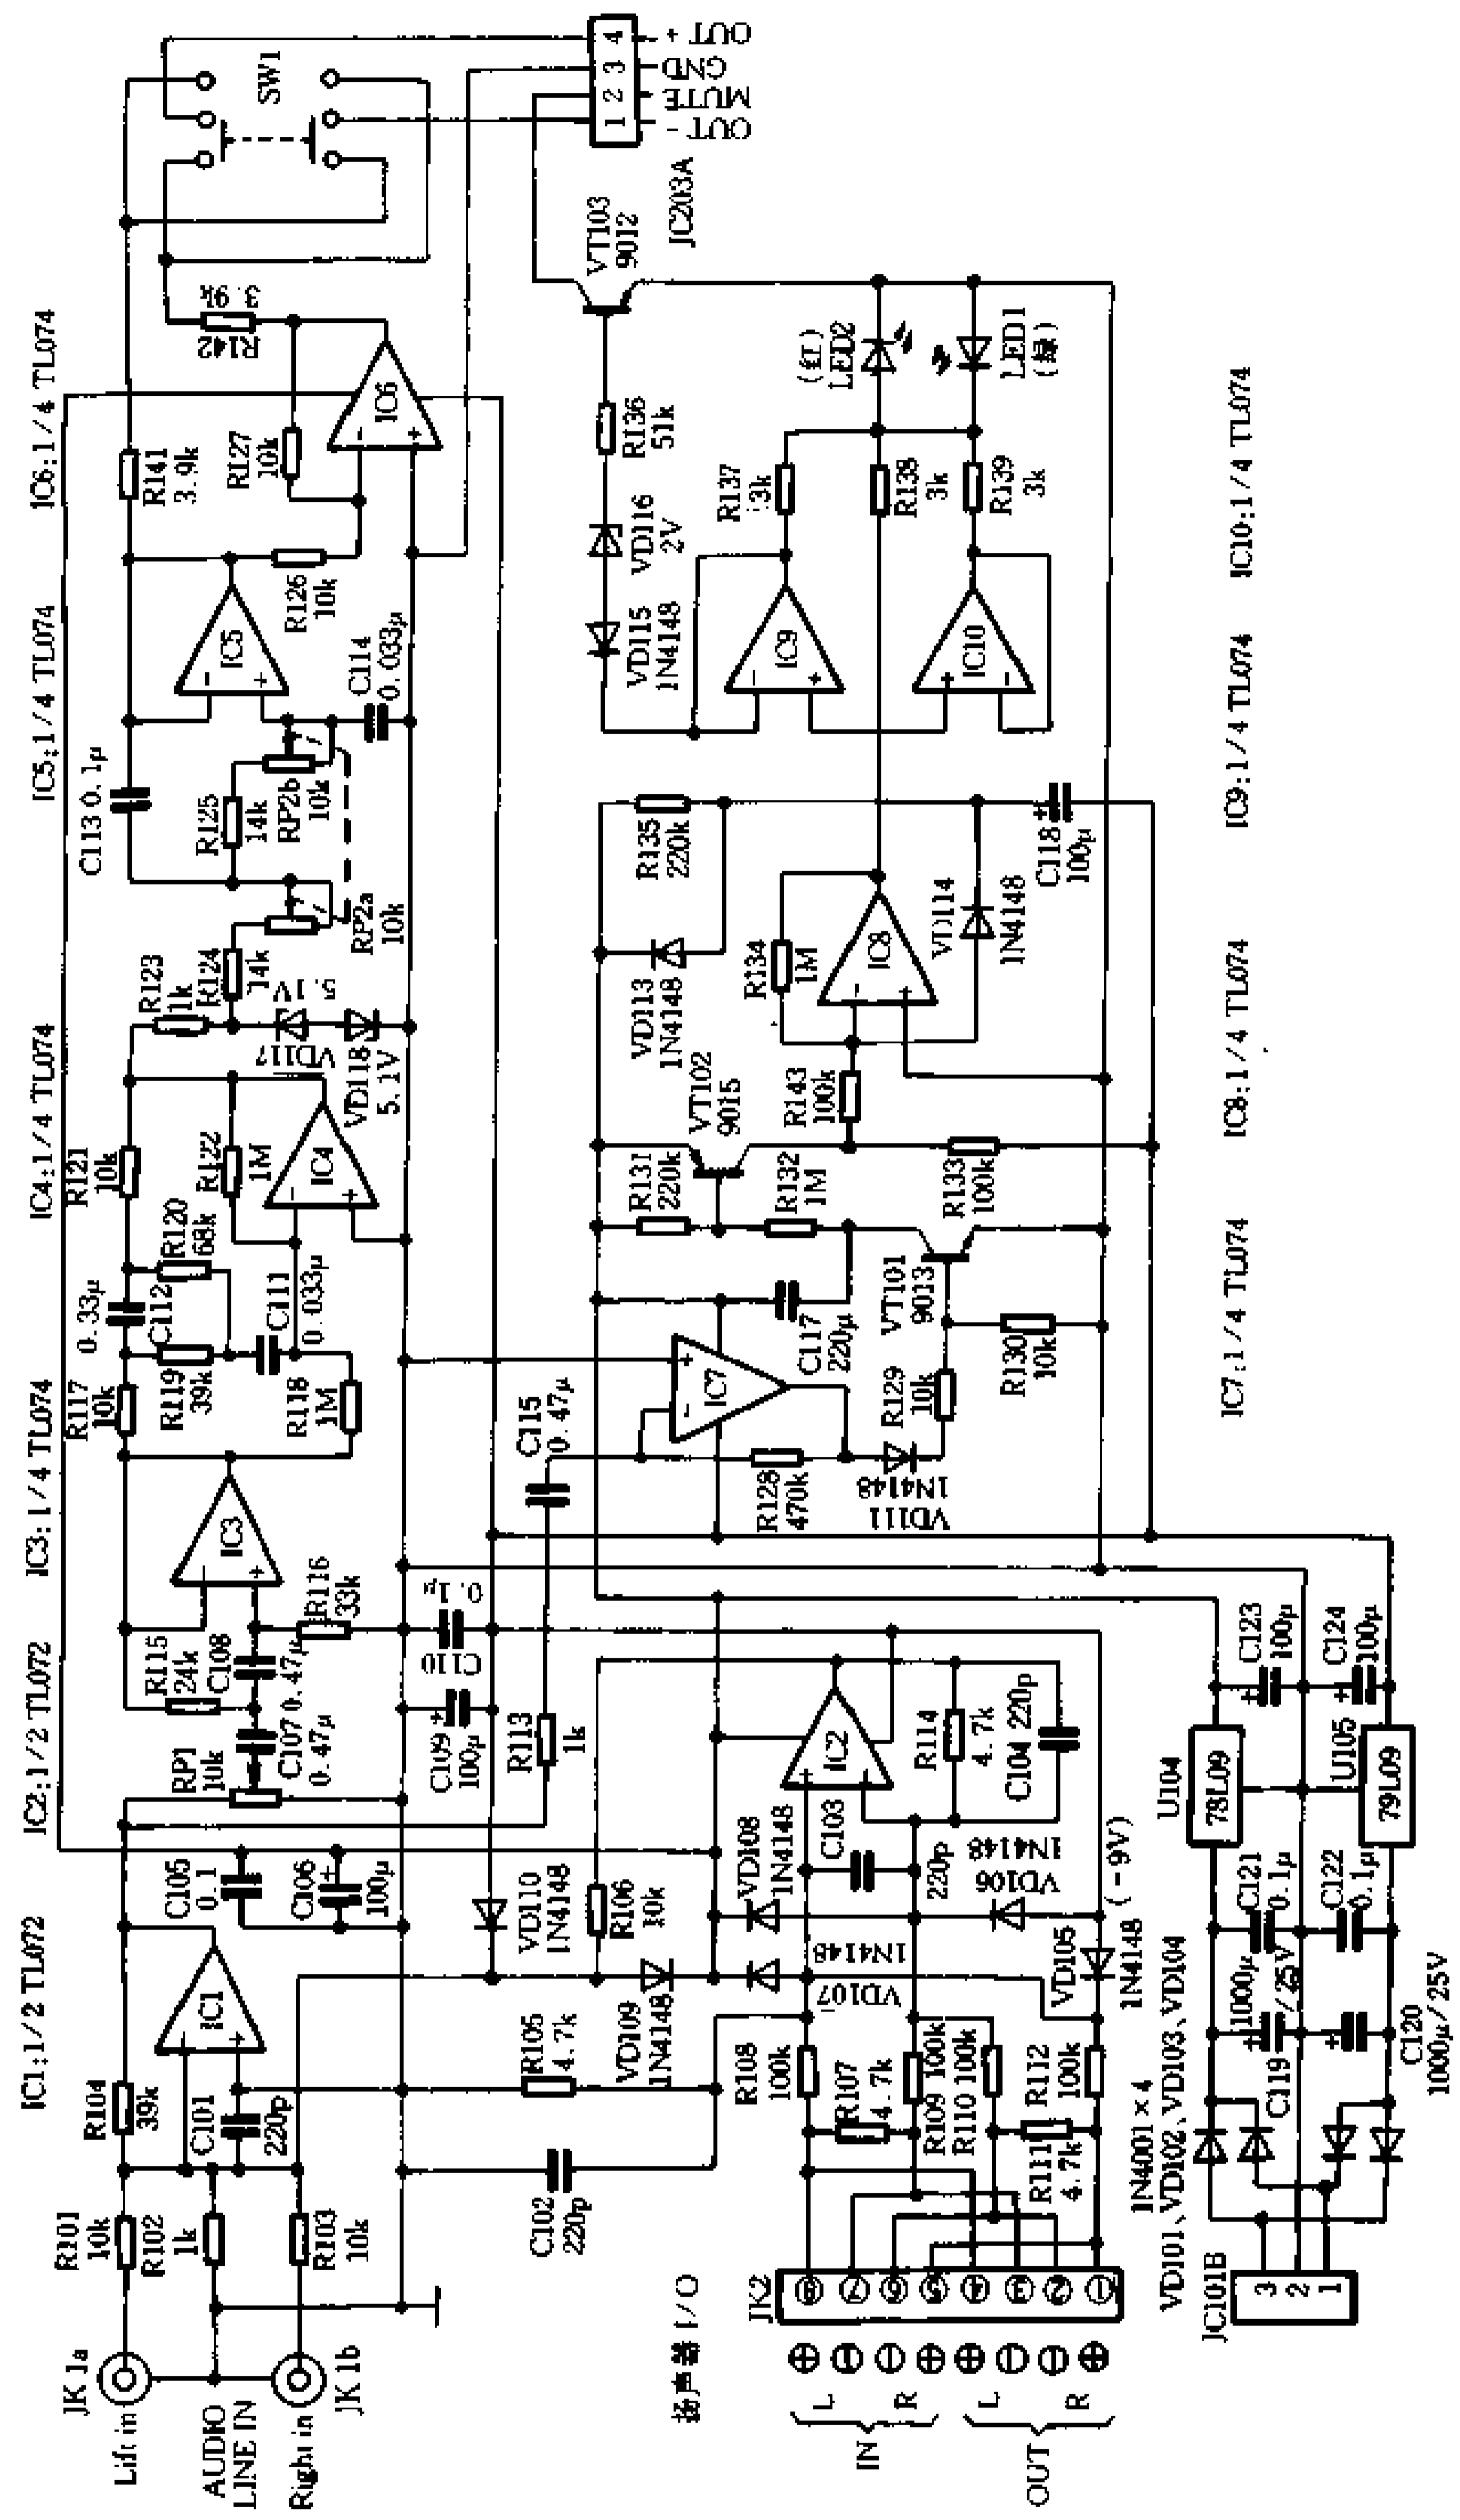 IC1:1/2 TL072
IC2:1/2 TL072
IC3:1/4 TL074
IC4:1/4 TL074
IC5:1/4 TL074
IC6:1/4 TL074
JK1a
Lift in
AUDIO
LINE IN
Right in
JK1b
R101
10k
R102
1k
R103
10k
R104
39k
C101
220p
IC1
C105
0.1
C106
100μ
RP1
10k
C107 0.47μ
R115
24k
C108
0.47μ
R116
33k
IC3
R117
10k
R118
1M
R119
39k
C112
0.33μ
R120
68k
C111
0.033μ
R121
10k
R122
1M
IC4
R123
1k
R124
14k
VD117
5.1V
VD118
5.1V
RP2a
10k
R125
14k
RP2b
10k
C113 0.1μ
C114
0.033μ
IC5
R126
10k
R127
10k
R141
3.9k
IC6
R142
3.9k
SW1
4
3
2
1
OUT +
GND
MUTE
OUT -
JC203A
C102
220p
R105
4.7k
VD109
1N4148
VD110
1N4148
R106
10k
C109
100μ
C110
0.1μ
R113
1k
C115
0.47μ
IC7
R128
470k
VD111
1N4148
R129
10k
R130
10k
C117
220μ
VT101
9013
R131
220k
R132
1M
R133
100k
VT102
9015
R143
100k
VD113
1N4148
R134
1M
IC8
VD114
1N4148
R135
220k
C118
100μ
VD115
1N4148
VD116
2V
R136
51k
VT103
9012
IC9
IC10
R137
3k
R138
3k
R139
3k
(红)
LED2
LED1
(绿)
扬声器 I/O
JK2
⑧
⑦
⑥
⑤
④
③
②
①
L
R
L
R
IN
OUT
R108
100k
R107
4.7k
R109 100k
R110 100k
R111
4.7k
R112
100k
VD107
1N4148
VD108
1N4148
VD105
1N4148
VD106
1N4148
(-9V)
C103
220p
IC2
R114
4.7k
C104 220p
JC101B
3
2
1
1N4001×4
VD101、VD102、VD103、VD104
C119
1000μ
/25V
C120
1000μ/25V
C121
0.1μ
C122
0.1μ
U104
78L09
U105
79L09
C123
100μ
C124
100μ
IC7:1/4 TL074
IC8:1/4 TL074
IC9:1/4 TL074
IC10:1/4 TL074